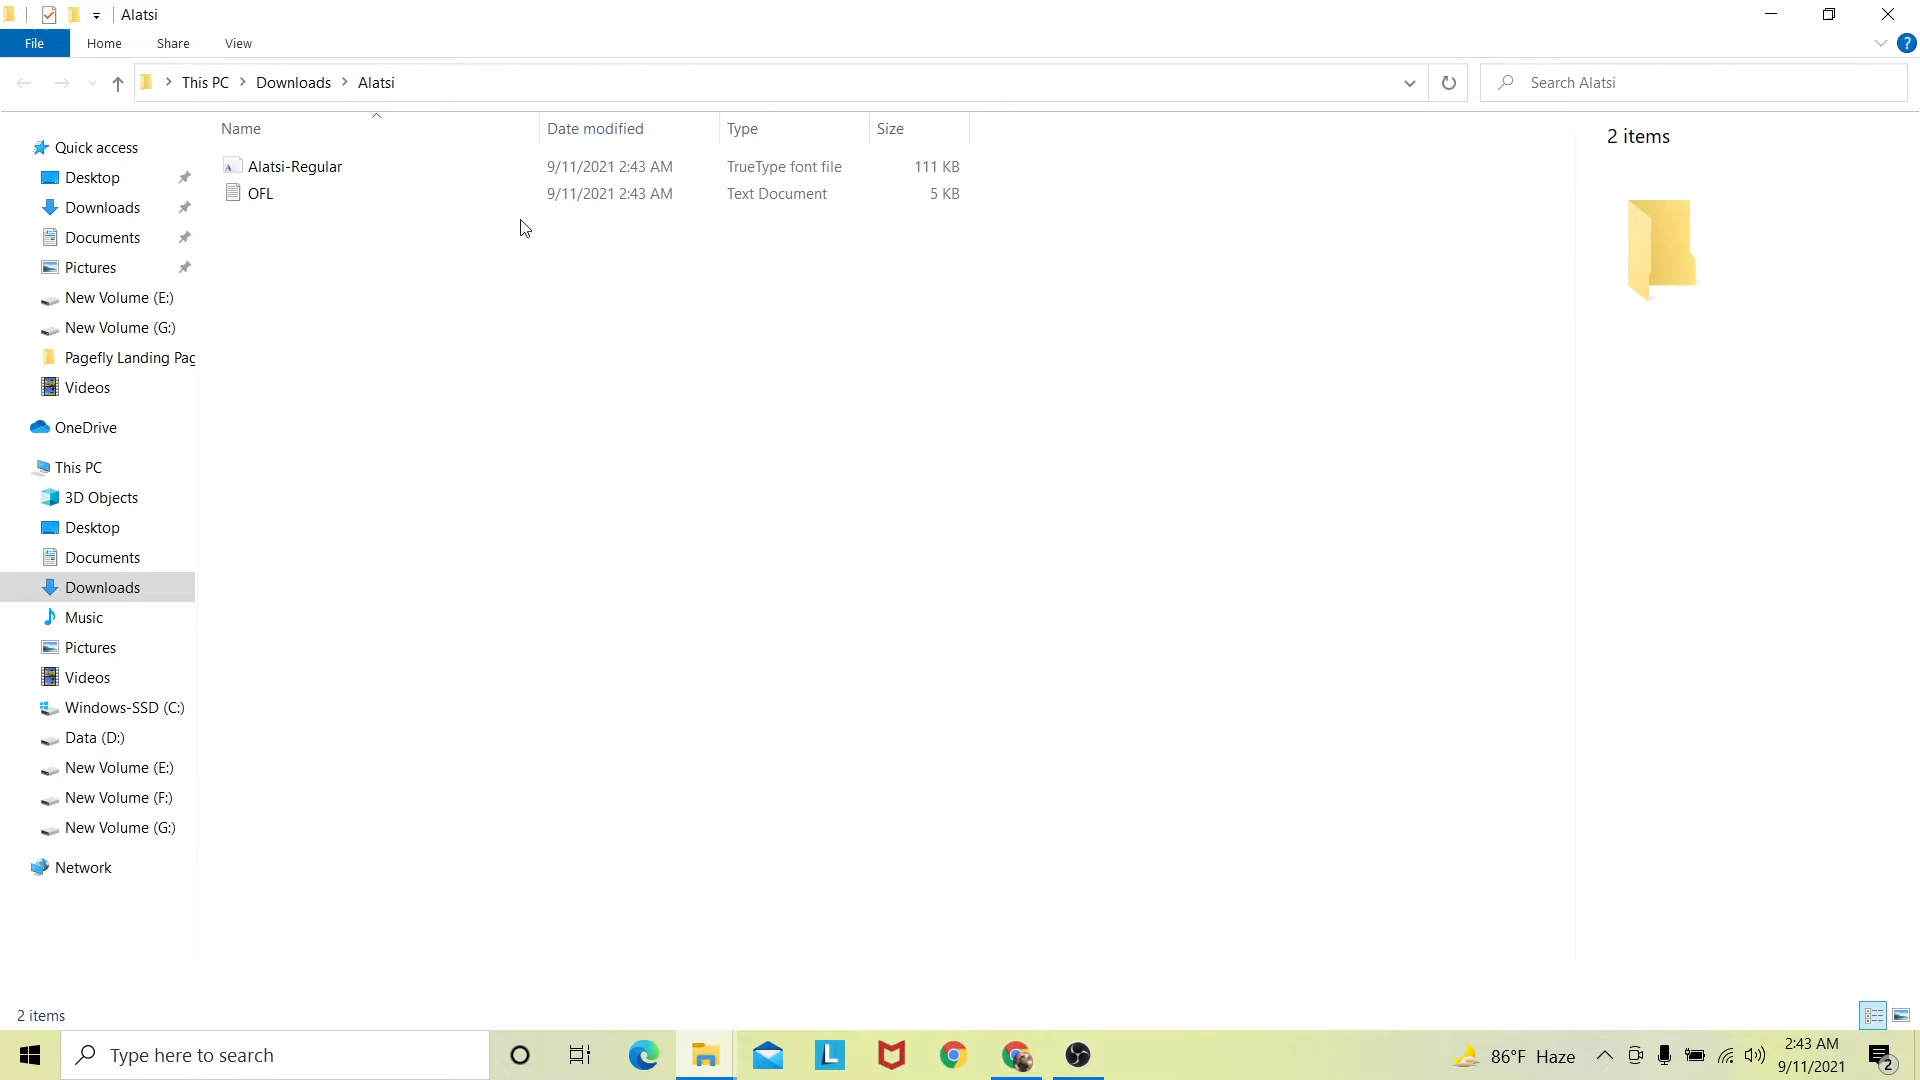 Alatsi
File Home Share View
This PC Downloads Alatsi
Search Alatsi
Name Date modified Type Size
Alatsi-Regular 9/11/2021 2:43 AM TrueType font file 111 KB
OFL 9/11/2021 2:43 AM Text Document 5 KB
2 items
Quick access
Desktop
Downloads
Documents
Pictures
New Volume (E:)
New Volume (G:)
Pagefly Landing Pag
Videos
OneDrive
This PC
3D Objects
Desktop
Documents
Downloads
Music
Pictures
Videos
Windows-SSD (C:)
Data (D:)
New Volume (E:)
New Volume (F:)
New Volume (G:)
Network
2 items
Type here to search
86°F Haze
2:43 AM
9/11/2021
2